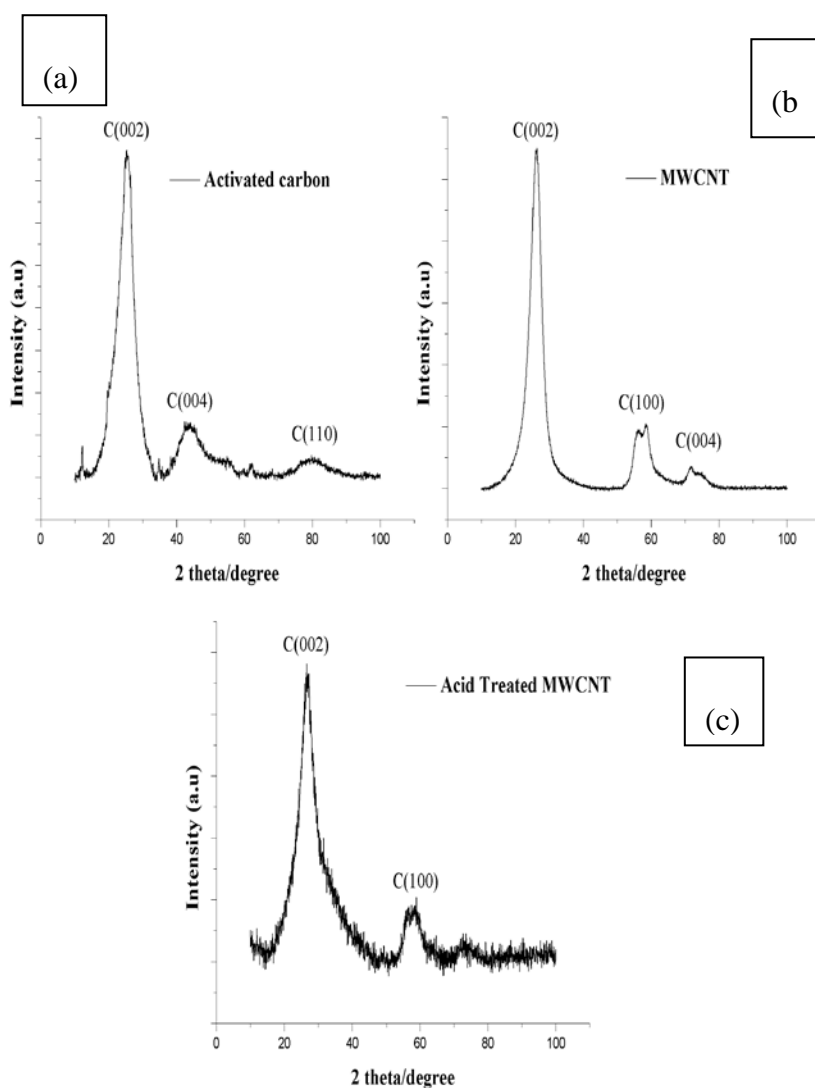 (a)
(b
C(002)
Activated carbon
C(004)
C(110)
Intensity (a.u)
0 20 40 60 80 100
2 theta/degree
C(002)
MWCNT
C(100)
C(004)
Intensity (a.u)
0 20 40 60 80 100
2 theta/degree
(c)
C(002)
Acid Treated MWCNT
C(100)
Intensity (a.u)
0 20 40 60 80 100
2 theta/degree